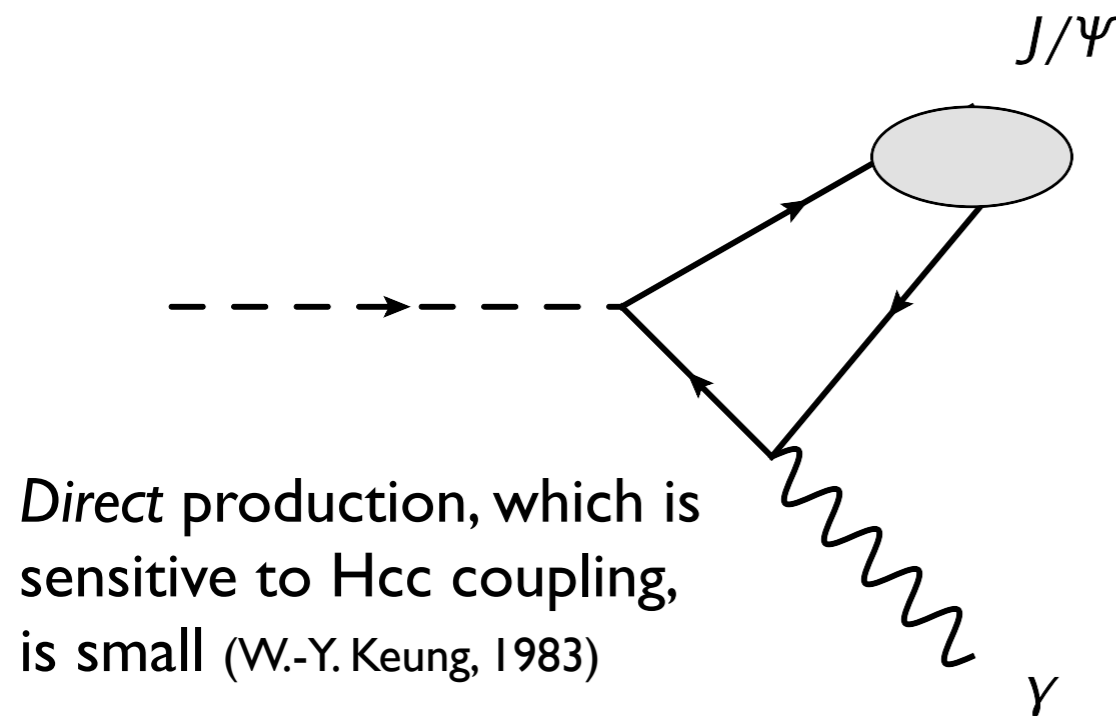 J/Ψ
Direct production, which is
sensitive to Hcc coupling,
is small (W.-Y. Keung, 1983)
γ